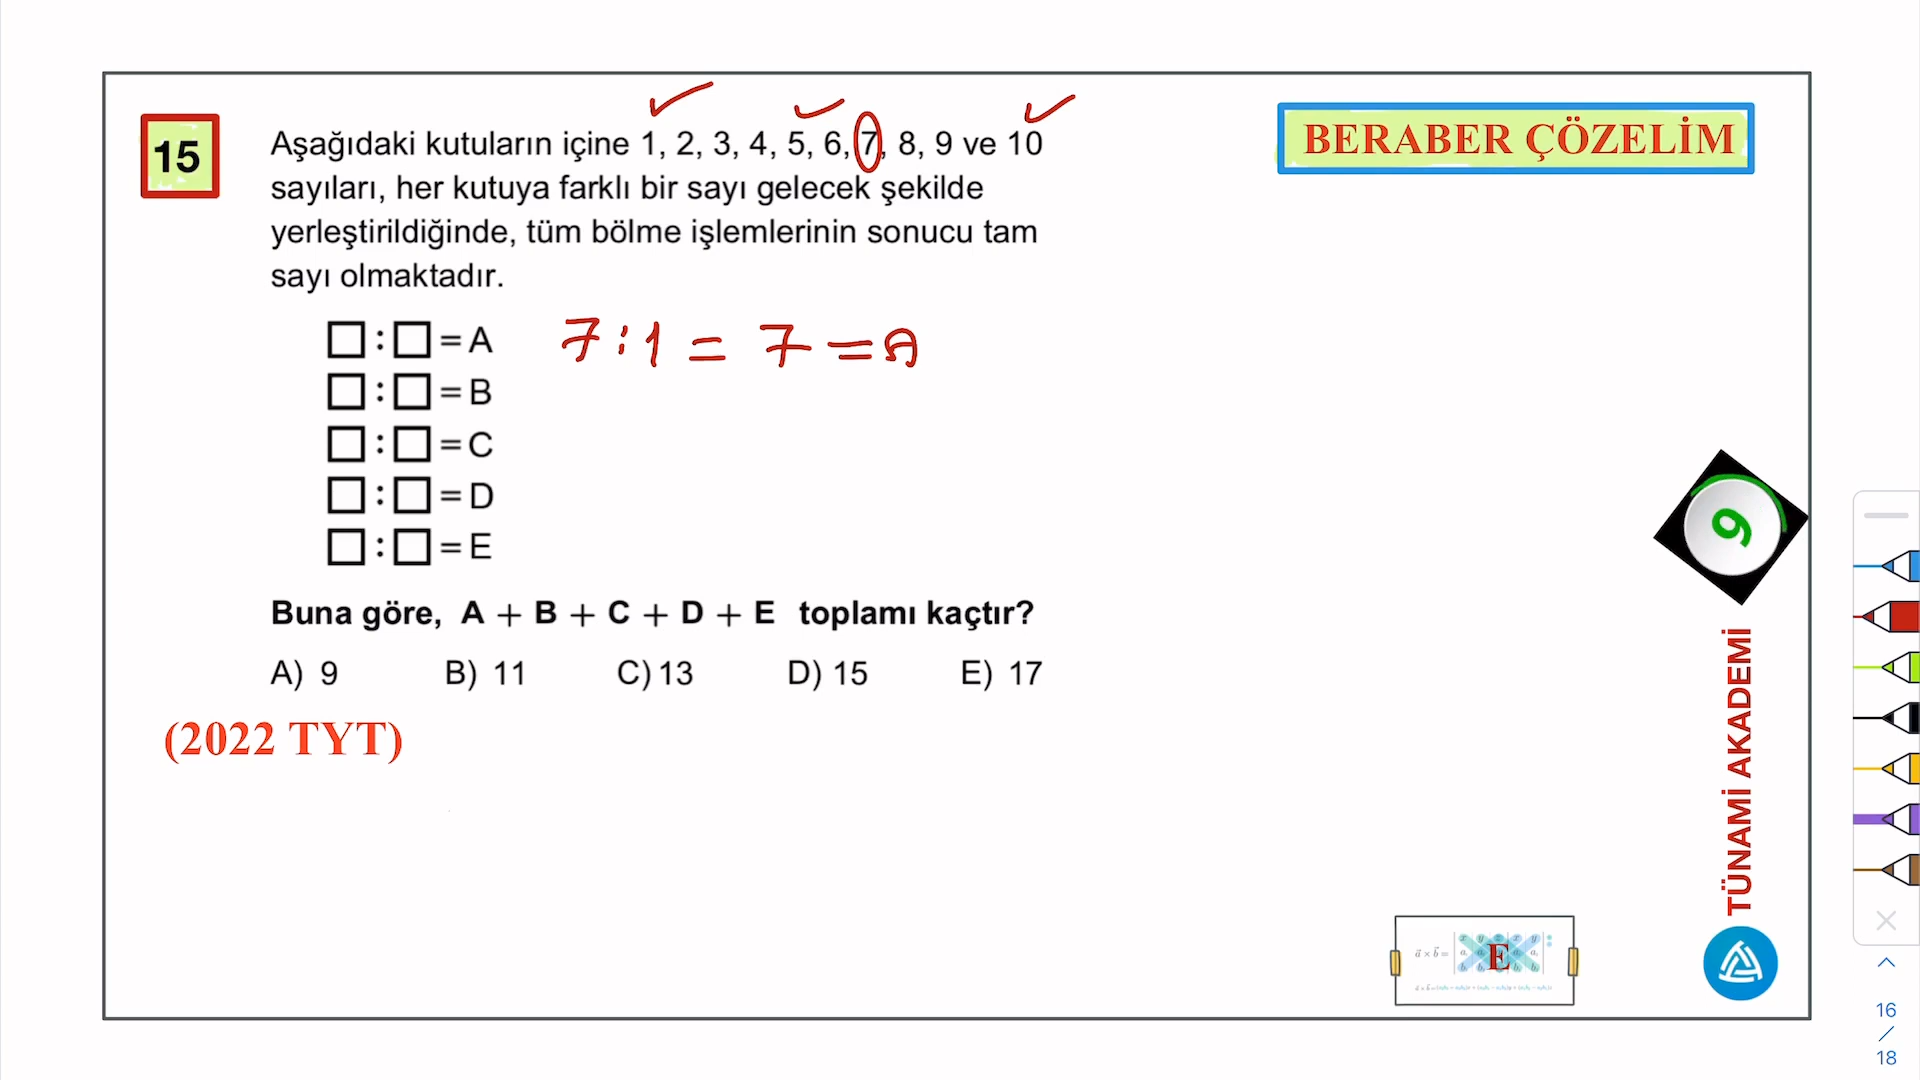 15
Aşağıdaki kutuların içine 1, 2, 3, 4, 5, 6, 7, 8, 9 ve 10
sayıları, her kutuya farklı bir sayı gelecek şekilde
yerleştirildiğinde, tüm bölme işlemlerinin sonucu tam
sayı olmaktadır.
BERABER ÇÖZELİM
□ : □ = A
7 : 1 = 7 = A
□ : □ = B
□ : □ = C
□ : □ = D
□ : □ = E
Buna göre, A + B + C + D + E toplamı kaçtır?
A) 9 B) 11 C) 13 D) 15 E) 17
(2022 TYT)
9
TÜNAMİ AKADEMİ
E
16
/
18